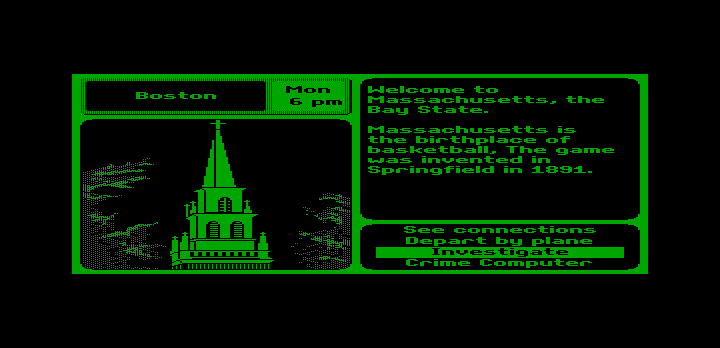 Boston
Mon
6 pm
Welcome to
Massachusetts, the
Bay State.
Massachusetts is
the birthplace of
basketball, The game
was invented in
Springfield in 1891.
See connections
Depart by plane
Investigate
Crime Computer